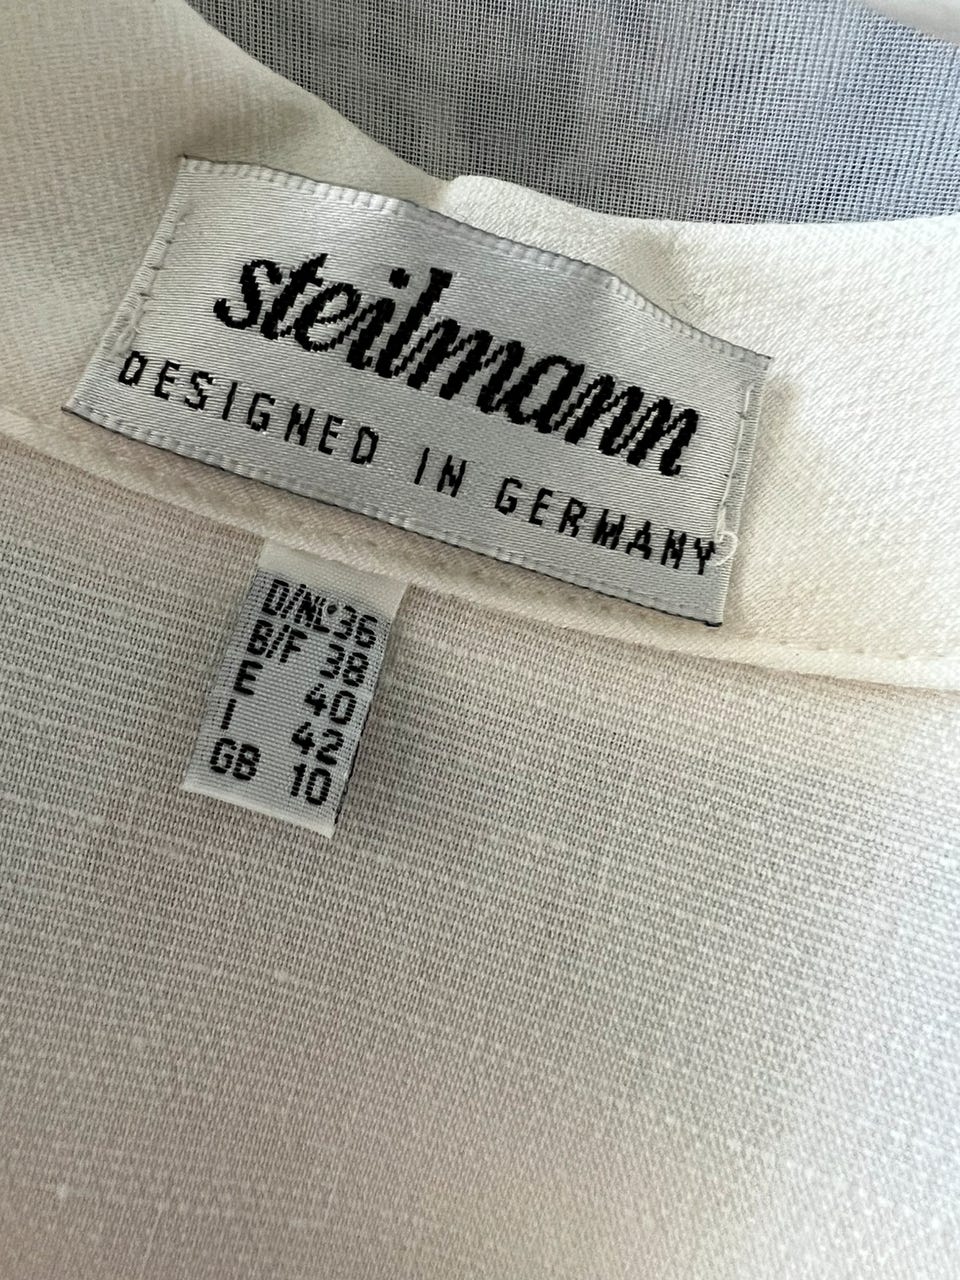 steilmann
DESIGNED IN GERMANY
D/NL 36
B/F 38
E 40
I 42
GB 10